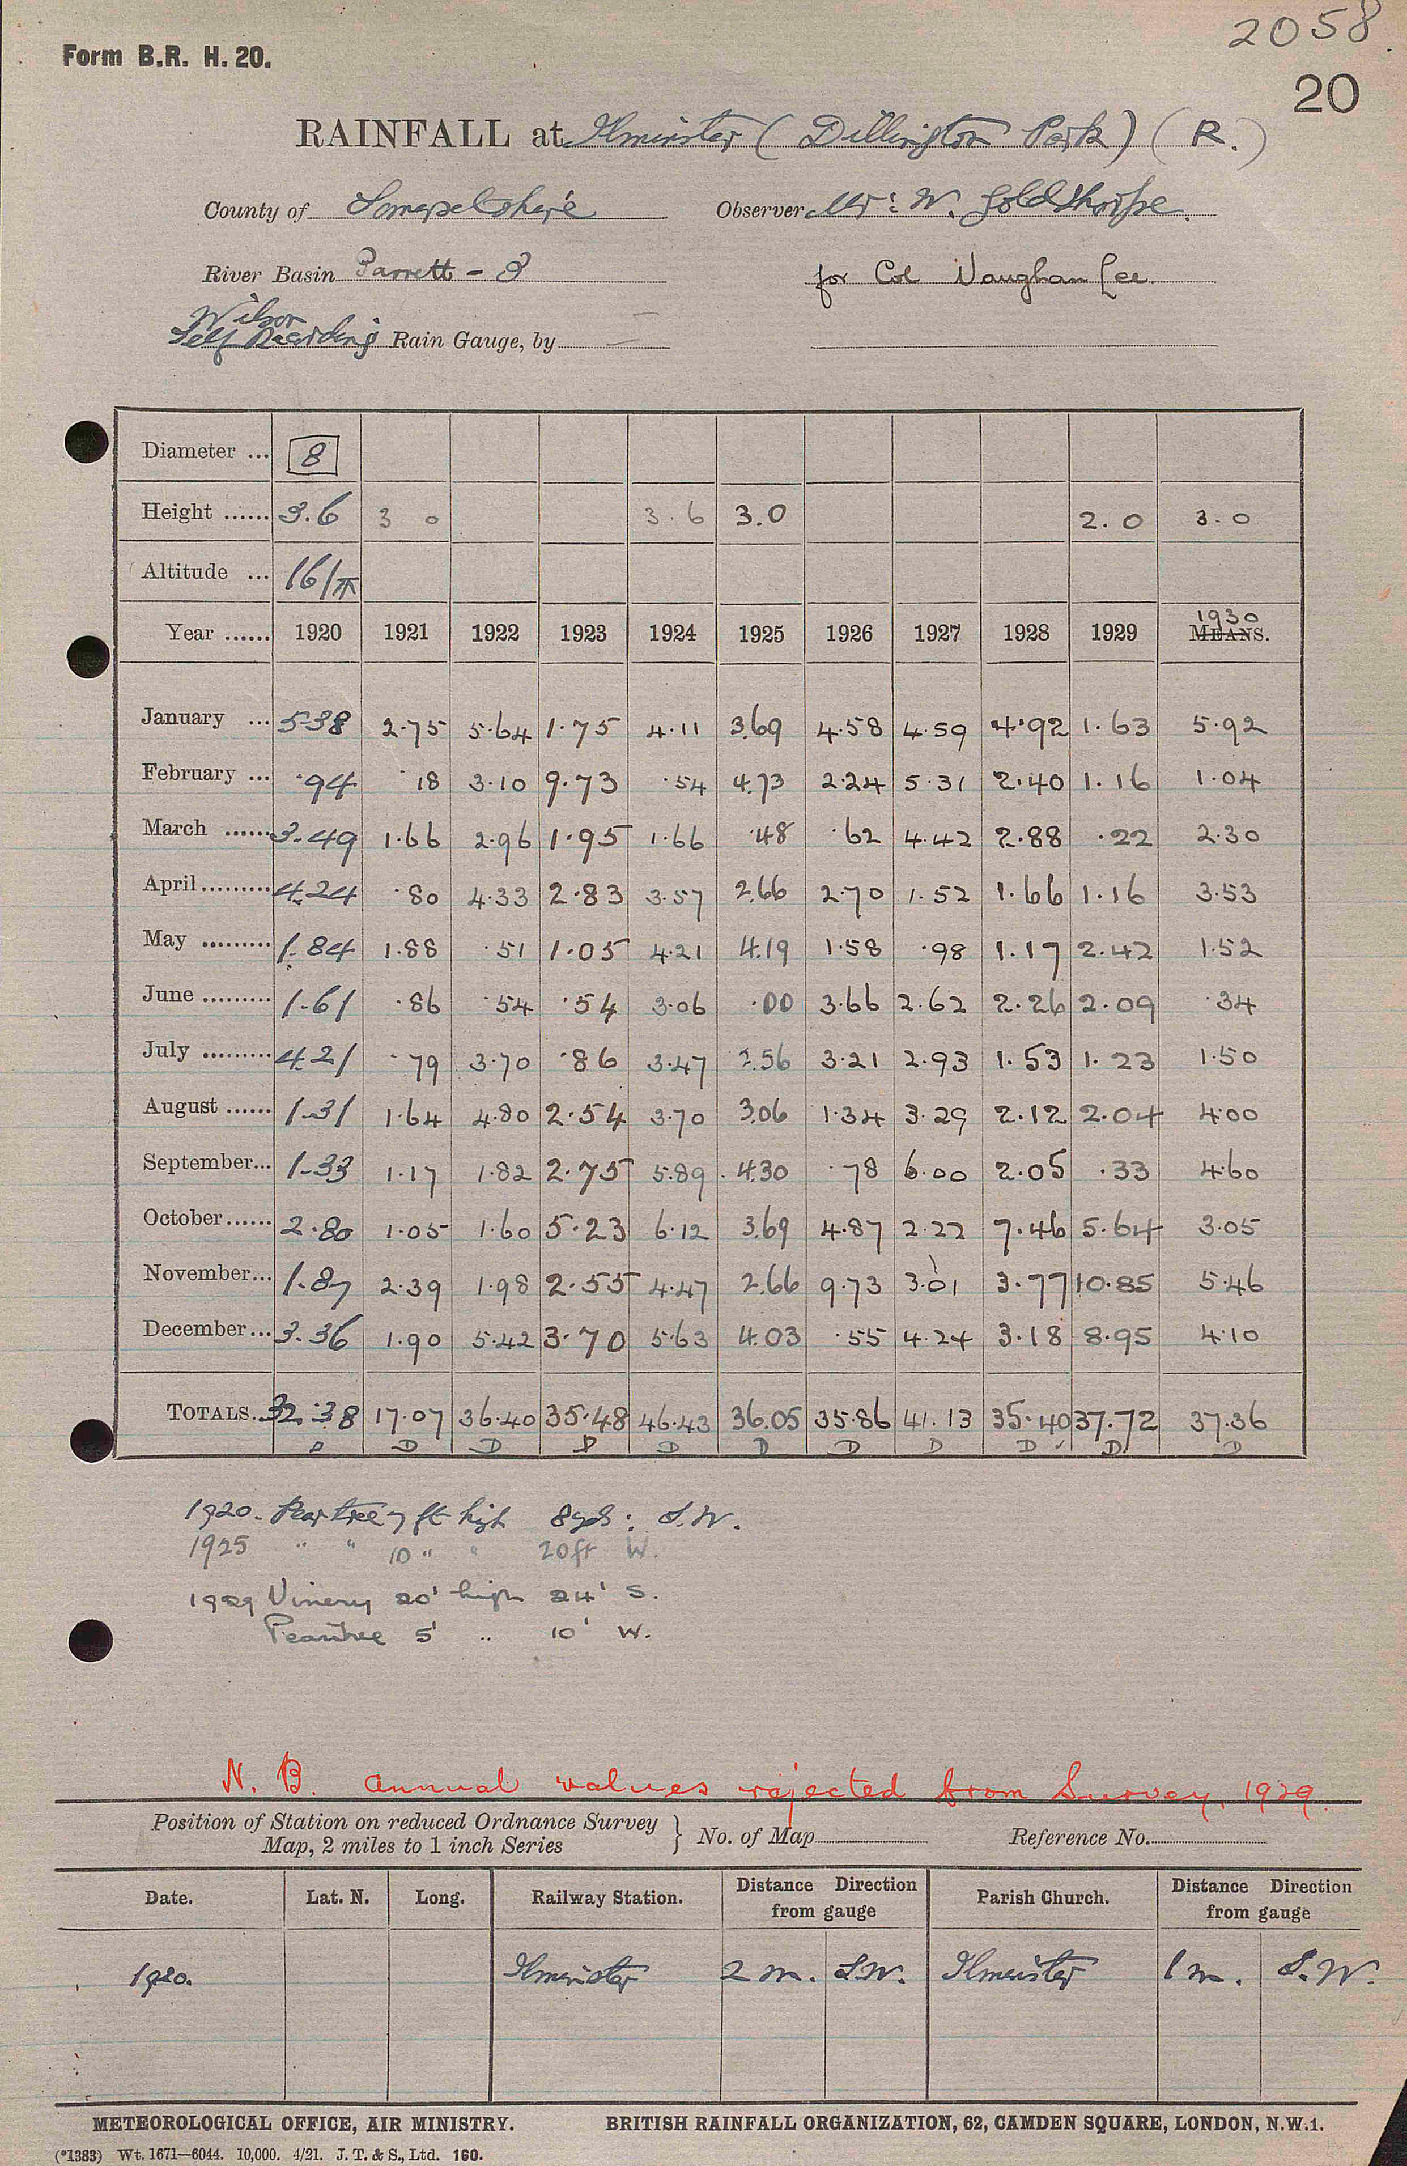 2058
Form B.R. H. 20.
20
RAINFALL at Ilminster (Dillington Park) (R.)
County of Somersetshire Observer Mr: W. Goldthorpe
River Basin Parrett - 8 for Col Vaughan Lee.
Wilson
Self Recording Rain Gauge, by —
Diameter ... 8
Height ...... 3.6 3 0 3.6 3.0 2.0 3.0
Altitude ... 161
1930
Year ...... 1920 1921 1922 1923 1924 1925 1926 1927 1928 1929 MEANS.
January ... 5.38 2.75 5.64 1.75 4.11 3.69 4.58 4.59 4.92 1.63 5.92
February ... .94 .18 3.10 9.73 .54 4.73 2.24 5.31 2.40 1.16 1.04
March ...... 3.49 1.66 2.96 1.95 1.66 .48 .62 4.42 2.88 .22 2.30
April ......... 4.24 .80 4.33 2.83 3.57 2.66 2.70 1.52 1.66 1.16 3.53
May ......... 1.84 1.88 .51 1.05 4.21 4.19 1.58 .98 1.17 2.42 1.52
June ......... 1.61 .86 .54 .54 3.06 .00 3.66 2.62 2.26 2.09 .34
July ......... 4.21 .79 3.70 .86 3.47 2.56 3.21 2.93 1.53 1.23 1.50
August ...... 1.31 1.64 4.80 2.54 3.70 3.06 1.34 3.29 2.12 2.04 4.00
September... 1.33 1.17 1.82 2.75 5.89 4.30 .78 6.00 2.05 .33 4.60
October...... 2.80 1.05 1.60 5.23 6.12 3.69 4.87 2.22 7.46 5.64 3.05
November... 1.87 2.39 1.98 2.55 4.47 2.66 9.73 3.01 3.77 10.85 5.46
December... 3.36 1.90 5.42 3.70 5.63 4.03 .55 4.24 3.18 8.95 4.10
TOTALS. 32.38 17.07 36.40 35.48 46.43 36.05 35.86 41.13 35.40 37.72 37.36
D D D D D D D D D D D
1920. Pear tree 7 ft high 8 yds: S.W.
1925 " " 10 " " 20 ft W.
1929 Vinery 20' high 24' S.
Peartree 5' " 10' W.
N.B. Annual values rejected from Survey, 1929.
Position of Station on reduced Ordnance Survey
Map, 2 miles to 1 inch Series } No. of Map Reference No.
Date. Lat. N. Long. Railway Station. Distance Direction from gauge Parish Church. Distance Direction from gauge
1920. Ilminster 2 m. S.W. Ilminster 1 m. S.W.
METEOROLOGICAL OFFICE, AIR MINISTRY. BRITISH RAINFALL ORGANIZATION, 62, CAMDEN SQUARE, LONDON, N.W.1.
(*1383) Wt. 1671—6044. 10,000. 4/21. J. T. & S., Ltd. 160.